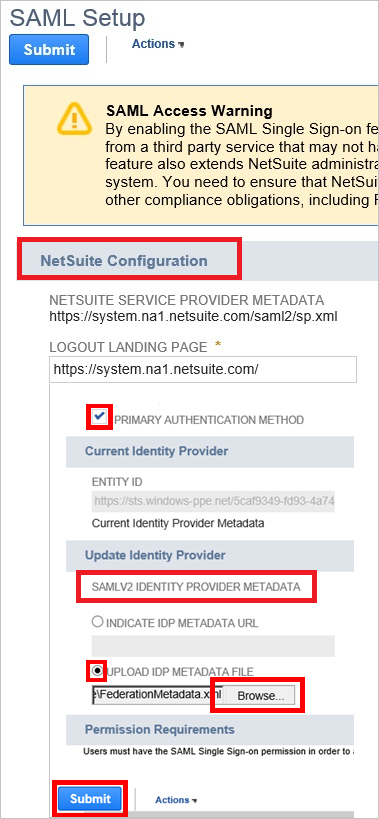 SAML Setup
Submit
Actions
SAML Access Warning
By enabling the SAML Single Sign-on fe
from a third party service that may not ha
feature also extends NetSuite administra
system. You need to ensure that NetSui
other compliance obligations, including
NetSuite Configuration
NETSUITE SERVICE PROVIDER METADATA
https://system.na1.netsuite.com/saml2/sp.xml
LOGOUT LANDING PAGE *
https://system.na1.netsuite.com/
PRIMARY AUTHENTICATION METHOD
Current Identity Provider
ENTITY ID
https://sts.windows-ppe.net/5caf9349-fd93-4a74
Current Identity Provider Metadata
Update Identity Provider
SAMLV2 IDENTITY PROVIDER METADATA
INDICATE IDP METADATA URL
UPLOAD IDP METADATA FILE
e\FederationMetadata.xml Browse...
Permission Requirements
Users must have the SAML Single Sign-on permission in order to a
Submit
Actions